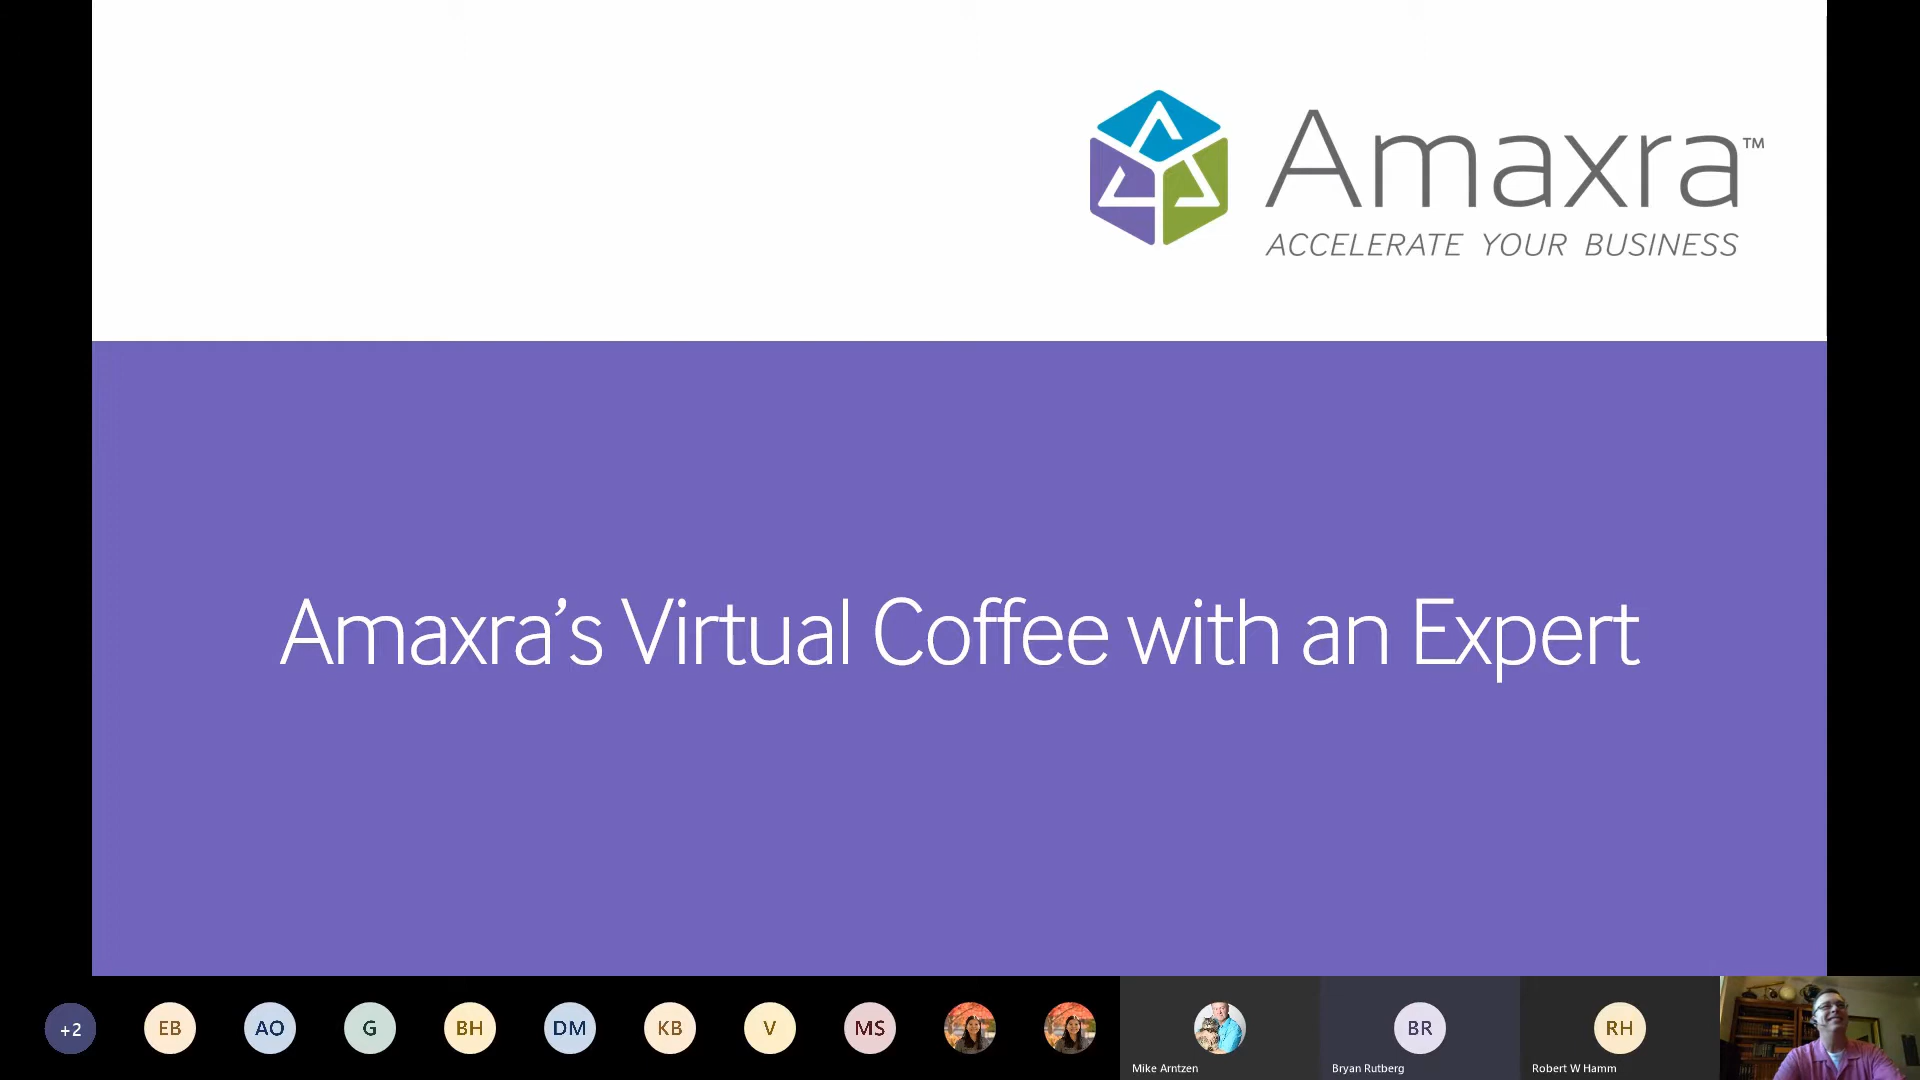 Amaxra™
ACCELERATE YOUR BUSINESS
Amaxra’s Virtual Coffee with an Expert
+2
EB
AO
G
BH
DM
KB
V
MS
BR
RH
Mike Arntzen
Bryan Rutberg
Robert W Hamm